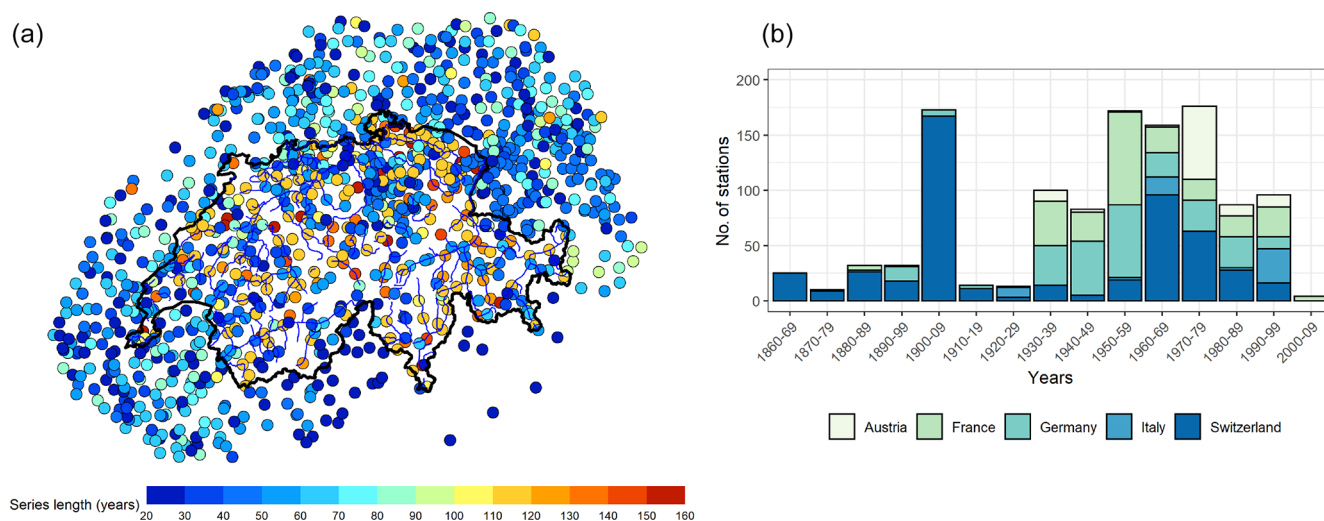 (a)
Series length (years)
20 30 40 50 60 70 80 90 100 110 120 130 140 150 160
(b)
No. of stations
200
150
100
50
0
1860-69 1870-79 1880-89 1890-99 1900-09 1910-19 1920-29 1930-39 1940-49 1950-59 1960-69 1970-79 1980-89 1990-99 2000-09
Years
Austria France Germany Italy Switzerland